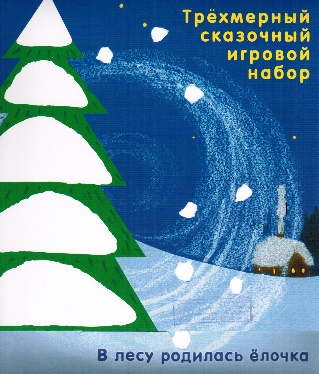 Трёхмерный
сказочный
игровой
набор
В лесу родилась ёлочка